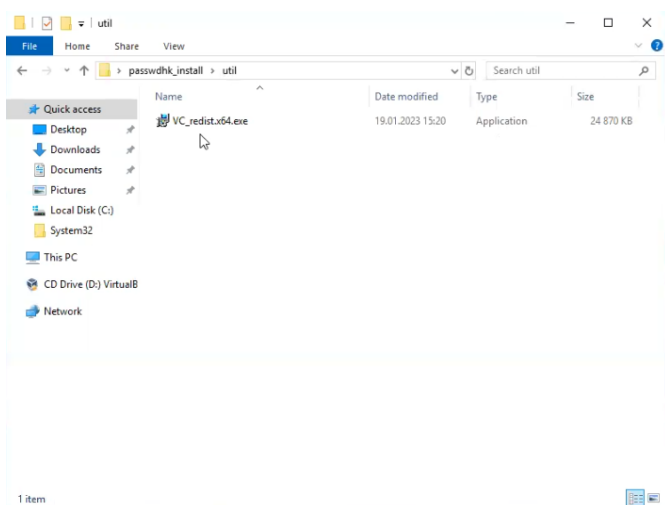 util
File Home Share View
passwdhk_install › util Search util
Name Date modified Type Size
Quick access
VC_redist.x64.exe 19.01.2023 15:20 Application 24 870 KB
Desktop
Downloads
Documents
Pictures
Local Disk (C:)
System32
This PC
CD Drive (D:) VirtualB
Network
1 item